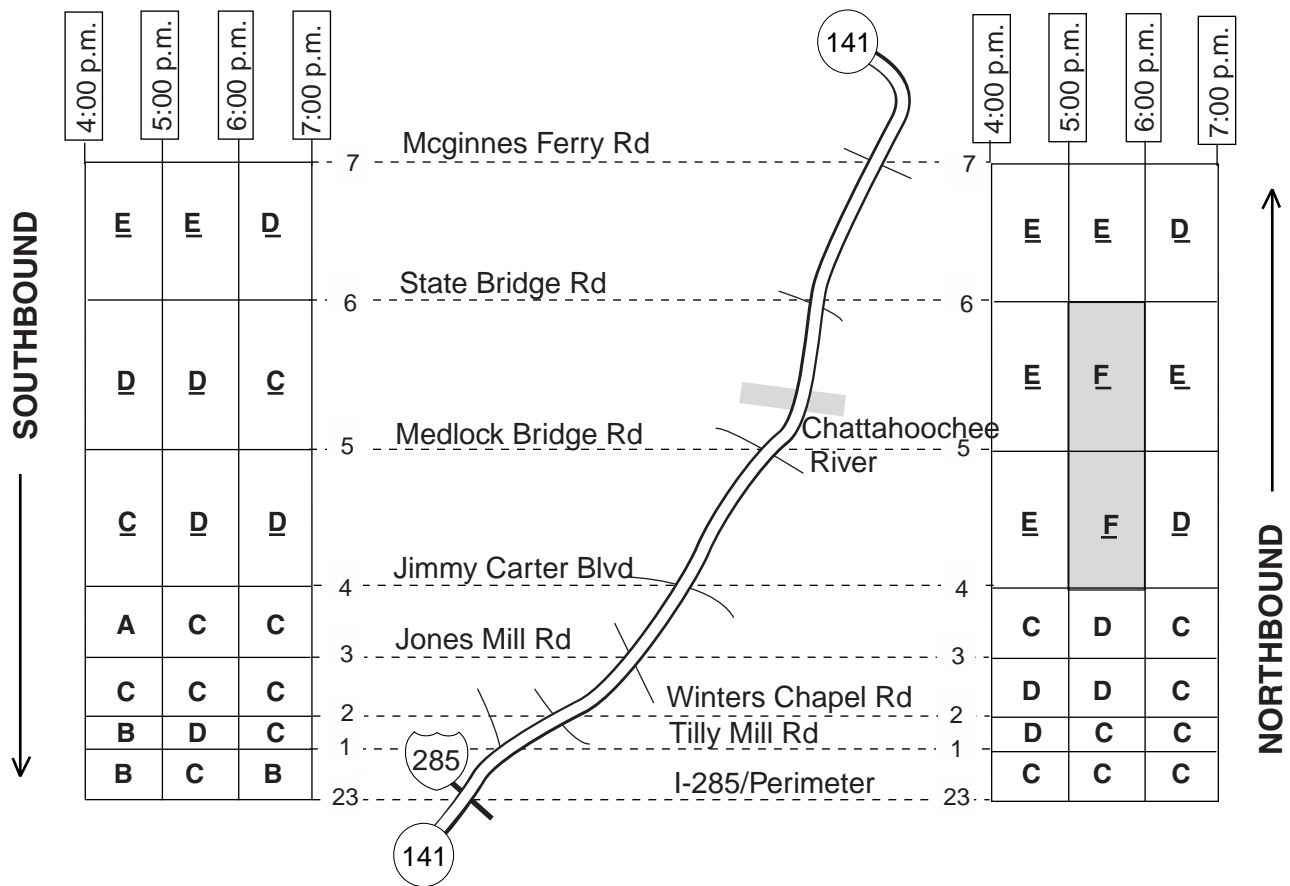 4:00 p.m.
5:00 p.m.
6:00 p.m.
7:00 p.m.
141
4:00 p.m.
5:00 p.m.
6:00 p.m.
7:00 p.m.
Mcginnes Ferry Rd
7
7
E E D
E E D
SOUTHBOUND
State Bridge Rd
6
6
D D C
E F E
Medlock Bridge Rd
5
Chattahoochee
River
5
C D D
E F D
NORTHBOUND
Jimmy Carter Blvd
4
4
A C C
C D C
Jones Mill Rd
3
3
C C C
D D C
Winters Chapel Rd
2
2
B D C
D C C
Tilly Mill Rd
1
1
285
B C B
C C C
I-285/Perimeter
23
23
141